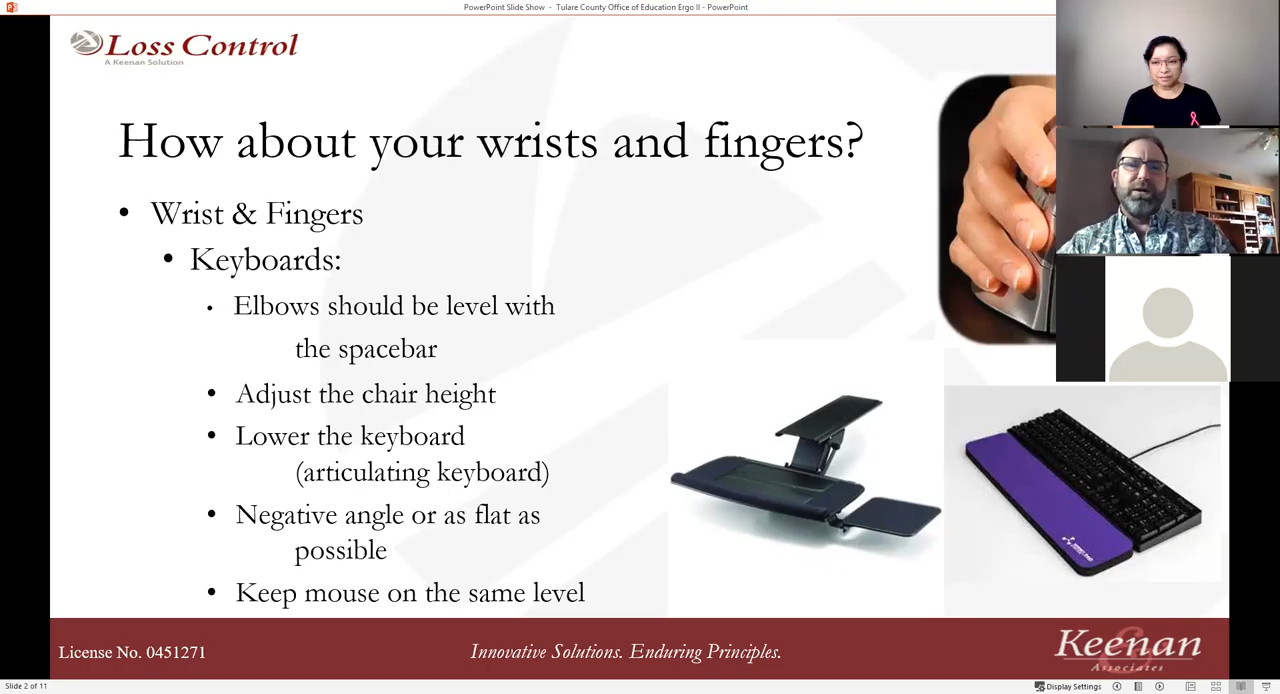 PowerPoint Slide Show - Tulare County Office of Education Ergo II - PowerPoint
Loss Control
A Keenan Solution
How about your wrists and fingers?
• Wrist & Fingers
• Keyboards:
• Elbows should be level with
the spacebar
• Adjust the chair height
• Lower the keyboard
(articulating keyboard)
• Negative angle or as flat as
possible
• Keep mouse on the same level
License No. 0451271
Innovative Solutions. Enduring Principles.
Keenan
& Associates
Slide 2 of 11
Display Settings